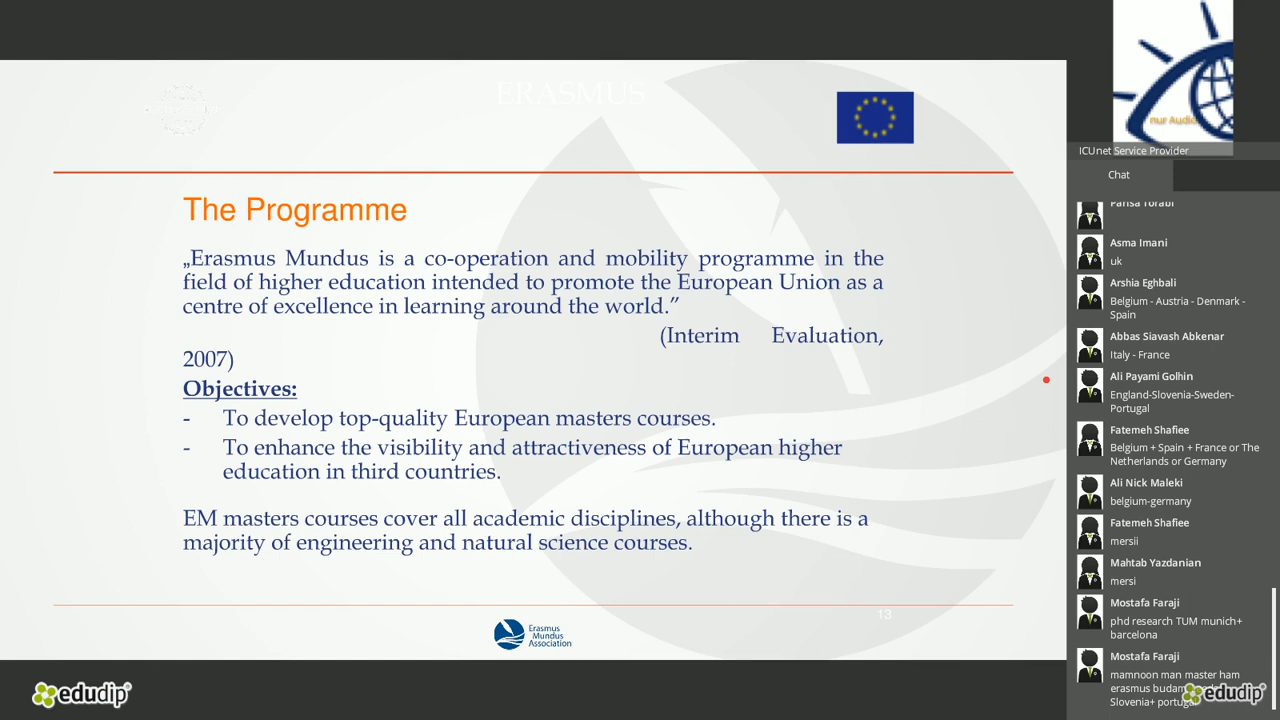 ERASMUS
The Programme
„Erasmus Mundus is a co-operation and mobility programme in the
field of higher education intended to promote the European Union as a
centre of excellence in learning around the world.”
(Interim Evaluation,
2007)
Objectives:
- To develop top-quality European masters courses.
- To enhance the visibility and attractiveness of European higher
education in third countries.
EM masters courses cover all academic disciplines, although there is a
majority of engineering and natural science courses.
13
Erasmus
Mundus
Association
edudip
nur Audio
ICUnet Service Provider
Chat
Parisa Torabi
Asma Imani
uk
Arshia Eghbali
Belgium - Austria - Denmark -
Spain
Abbas Siavash Abkenar
Italy - France
Ali Payami Golhin
England-Slovenia-Sweden-
Portugal
Fatemeh Shafiee
Belgium + Spain + France or The
Netherlands or Germany
Ali Nick Maleki
belgium-germany
Fatemeh Shafiee
mersii
Mahtab Yazdanian
mersi
Mostafa Faraji
phd research TUM munich+
barcelona
Mostafa Faraji
mamnoon man master ham
erasmus
Slovenia+ portugal
edudip